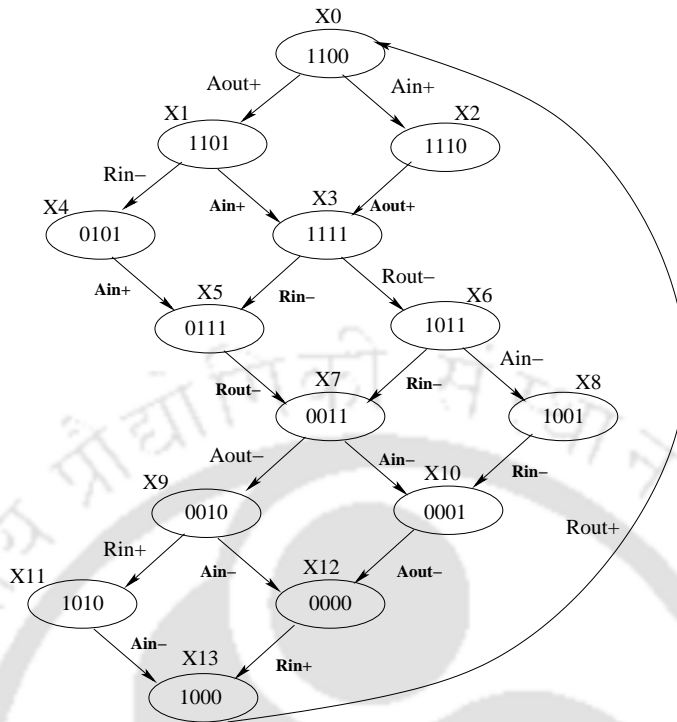 X0
1100
Aout+ Ain+
X1 X2
1101 1110
Rin− Ain+ X3 Aout+
X4
0101 1111
Rout−
Ain+ X5 Rin− X6
0111 1011
Ain−
Rout− X7 Rin− X8
0011 1001
Aout− Ain− X10 Rin−
X9
0010 0001
Rout+
Rin+ Ain− X12 Aout−
X11
1010 0000
Ain− X13 Rin+
1000